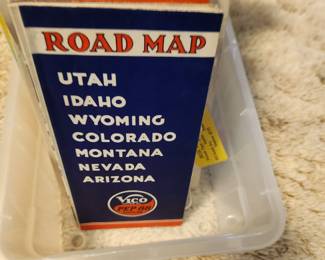 ROAD MAP
UTAH
IDAHO
WYOMING
COLORADO
MONTANA
NEVADA
ARIZONA
VICO
PEP 88